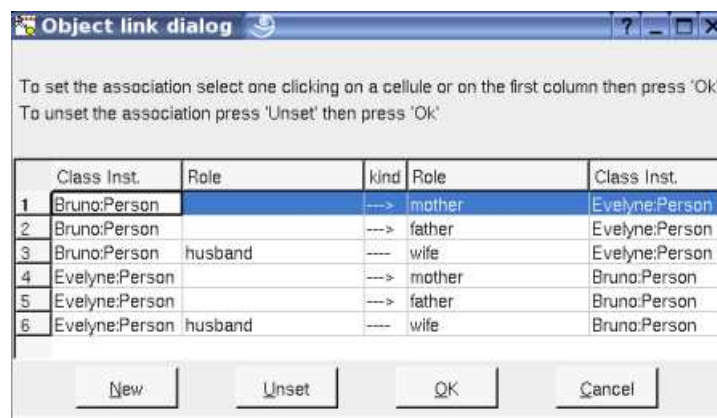 Object link dialog
To set the association select one clicking on a cellule or on the first column then press 'Ok'
To unset the association press 'Unset' then press 'Ok'
Class Inst. Role kind Role Class Inst.
1 Bruno:Person ---> mother Evelyne:Person
2 Bruno:Person ---> father Evelyne:Person
3 Bruno:Person husband ---- wife Evelyne:Person
4 Evelyne:Person ---> mother Bruno:Person
5 Evelyne:Person ---> father Bruno:Person
6 Evelyne:Person husband ---- wife Bruno:Person
New Unset OK Cancel